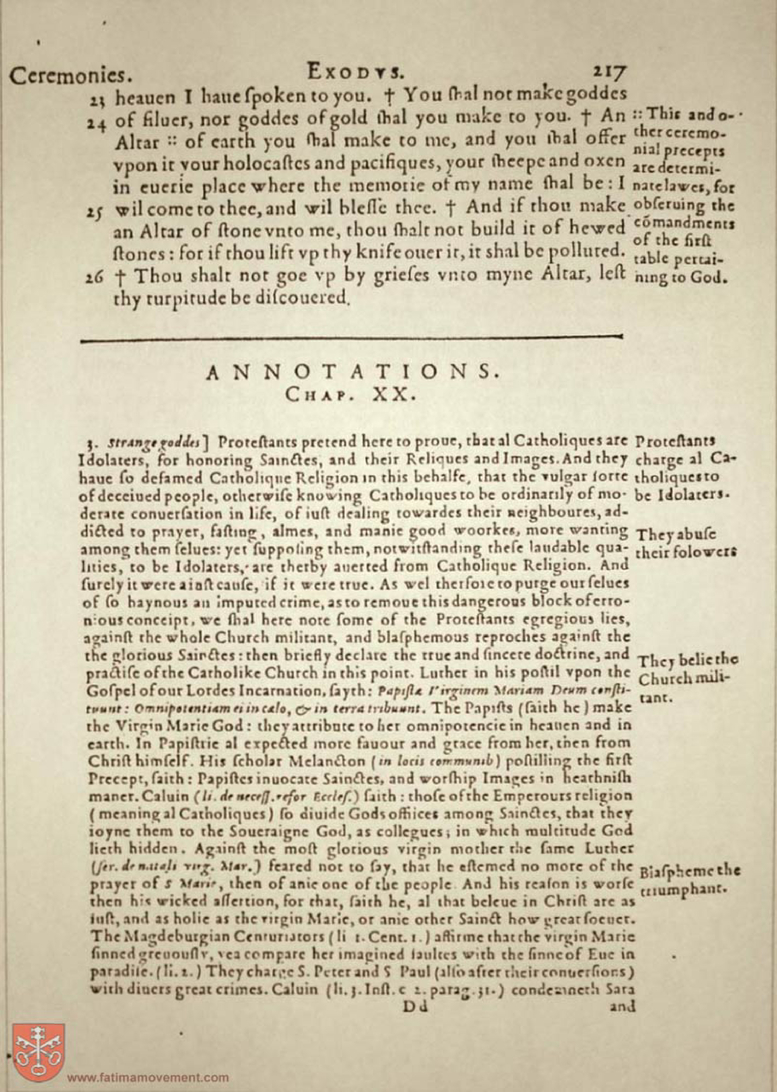 Ceremonies. EXODVS. 217
23 heauen I haue ſpoken to you. † You ſhal not make goddes
24 of ſiluer, nor goddes of gold ſhal you make to you. † An
Altar :: of earth you ſhal make to me, and you ſhal offer
vpon it your holocaſtes and pacifiques, your ſheepe and oxen
in euerie place where the memorie of my name ſhal be: I
25 wil come to thee, and wil bleſſe thee. † And if thou make
an Altar of ſtone vnto me, thou ſhalt not build it of hewed
ſtones: for if thou lift vp thy knife ouer it, it ſhal be polluted.
26 † Thou shalt not goe vp by grieſes vnto myne Altar, leſt
thy turpitude be diſcouered.
:: This and o-
ther ceremo-
nial precepts
are determi-
nate lawes, for
obſeruing the
cōmandments
of the firſt
table pertai-
ning to God.
ANNOTATIONS.
CHAP. XX.
3. Strange goddes] Proteſtants pretend here to proue, that al Catholiques are
Idolaters, for honoring Sainctes, and their Reliques and Images. And they
haue ſo defamed Catholique Religion in this behalfe, that the vulgar ſorte
of deceiued people, otherwiſe knowing Catholiques to be ordinarily of mo-
derate conuerſation in life, of iuſt dealing towardes their neighboures, ad-
dicted to prayer, faſting, almes, and manie good woorkes, more wanting
among them ſelues: yet ſuppoſing them, notwitſtanding theſe laudable qua-
lities, to be Idolaters, are therby auerted from Catholique Religion. And
ſurely it were a iuſt cauſe, if it were true. As wel therfore to purge our ſelues
of ſo haynous an imputed crime, as to remoue this dangerous block of erro-
nious conceipt, we ſhal here note ſome of the Proteſtants egregious lies,
againſt the whole Church militant, and blaſphemous reproches againſt the
the glorious Sainctes: then briefly declare the true and ſincere doctrine, and
practiſe of the Catholike Church in this point. Luther in his poſtil vpon the
Goſpel of our Lordes Incarnation, ſayth: Papiſtæ Virginem Mariam Deum conſti-
tuunt: Omnipotentiam ei in cælo, & in terra tribuunt. The Papiſts (ſaith he) make
the Virgin Marie God: they attribute to her omnipotencie in heauen and in
earth. In Papiſtrie al expected more fauour and grace from her, then from
Chriſt himſelf. His ſcholar Melancton (in locis communib) poſtilling the firſt
Precept, ſaith: Papiſtes inuocate Sainctes, and worſhip Images in heathniſh
maner. Caluin (li. de neceſſ. refor Eccleſ.) ſaith: thoſe of the Emperours religion
(meaning al Catholiques) ſo diuide Gods offiices among Sainctes, that they
ioyne them to the Soueraigne God, as collegues; in which multitude God
lieth hidden. Againſt the moſt glorious virgin mother the ſame Luther
(ſer. de natali virg. Mar.) feared not to ſay, that he eſtemed no more of the
prayer of S Marie, then of anie one of the people. And his reaſon is worſe
then his wicked aſſertion, for that, ſaith he, al that beleue in Chriſt are as
iuſt, and as holie as the virgin Marie, or anie other Sainct how great ſoeuer.
The Magdeburgian Centuriators (li 1. Cent. 1.) affirme that the virgin Marie
ſinned greuouſly, yea compare her imagined faultes with the ſinne of Eue in
paradiſe. (li. 2.) They charge S. Peter and S Paul (alſo after their conuerſions)
with diuers great crimes. Caluin (li. 3. Inſt. c 2. parag. 31.) condemneth Sara
Proteſtants
charge al Ca-
tholiques to
be Idolaters.
They abuſe
their folowers
They belie the
Church mili-
tant.
Blaſpheme the
triumphant.
Dd and
www.fatimamovement.com